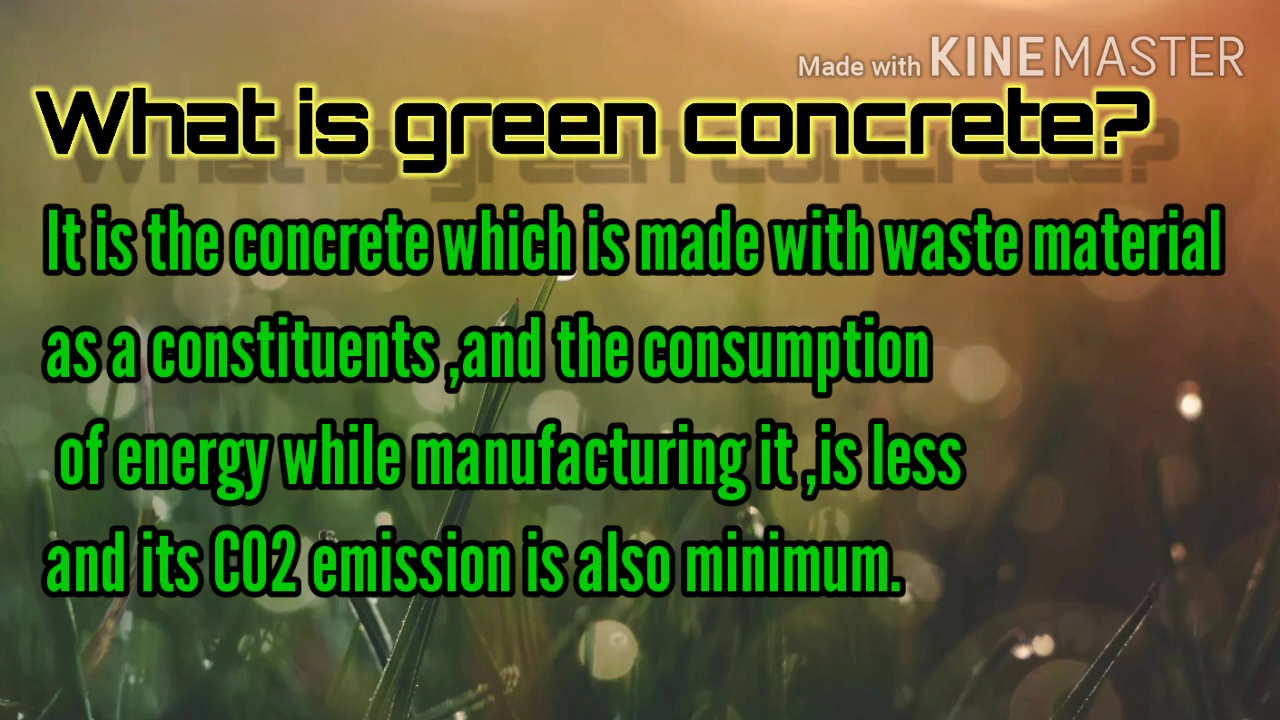 Made with KINEMASTER
What is green concrete?
It is the concrete which is made with waste material
as a constituents ,and the consumption
of energy while manufacturing it ,is less
and its CO2 emission is also minimum.